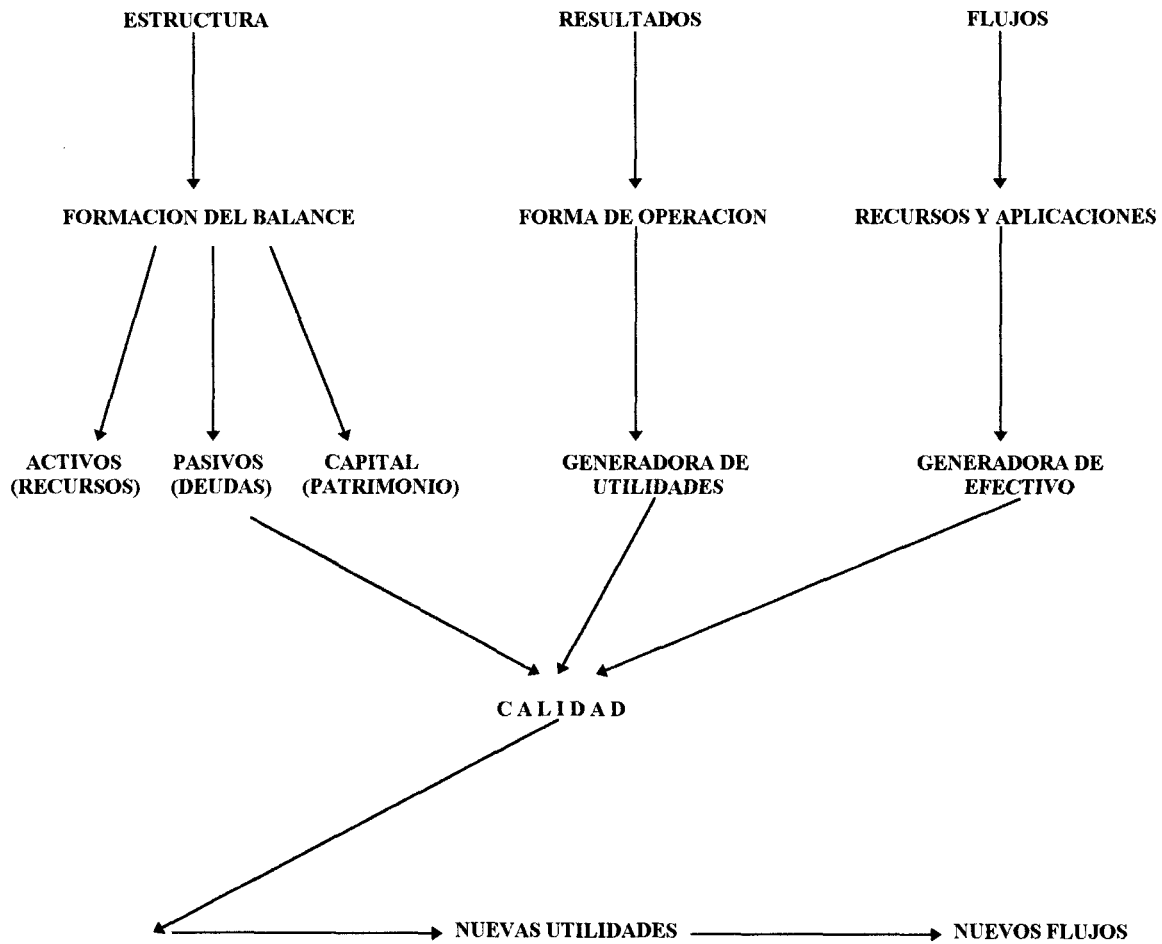 ESTRUCTURA
RESULTADOS
FLUJOS
FORMACION DEL BALANCE
FORMA DE OPERACION
RECURSOS Y APLICACIONES
ACTIVOS
(RECURSOS)
PASIVOS
(DEUDAS)
CAPITAL
(PATRIMONIO)
GENERADORA DE
UTILIDADES
GENERADORA DE
EFECTIVO
C A L I D A D
NUEVAS UTILIDADES
NUEVOS FLUJOS